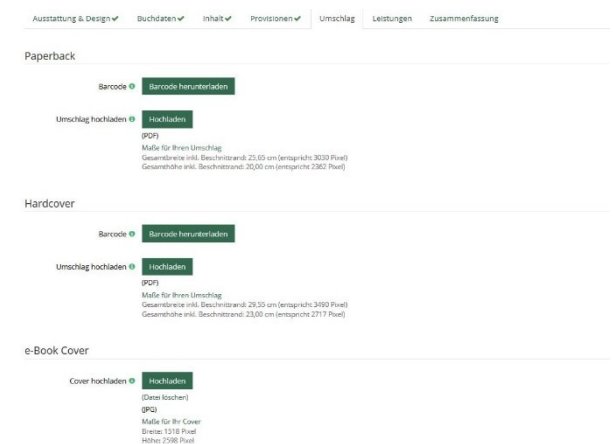 Ausstattung & Design✔ Buchdaten✔ Inhalt✔ Provisionen✔ Umschlag Leistungen Zusammenfassung
Paperback
Barcode Barcode herunterladen
Umschlag hochladen Hochladen
(PDF)
Maße für Ihren Umschlag
Gesamtbreite inkl. Beschnittrand: 25,65 cm (entspricht 3030 Pixel)
Gesamthöhe inkl. Beschnittrand: 20,00 cm (entspricht 2362 Pixel)
Hardcover
Barcode Barcode herunterladen
Umschlag hochladen Hochladen
(PDF)
Maße für Ihren Umschlag
Gesamtbreite inkl. Beschnittrand: 29,55 cm (entspricht 3490 Pixel)
Gesamthöhe inkl. Beschnittrand: 23,00 cm (entspricht 2717 Pixel)
e-Book Cover
Cover hochladen Hochladen
(Datei löschen)
(JPG)
Maße für Ihr Cover
Breite: 1518 Pixel
Höhe: 2598 Pixel